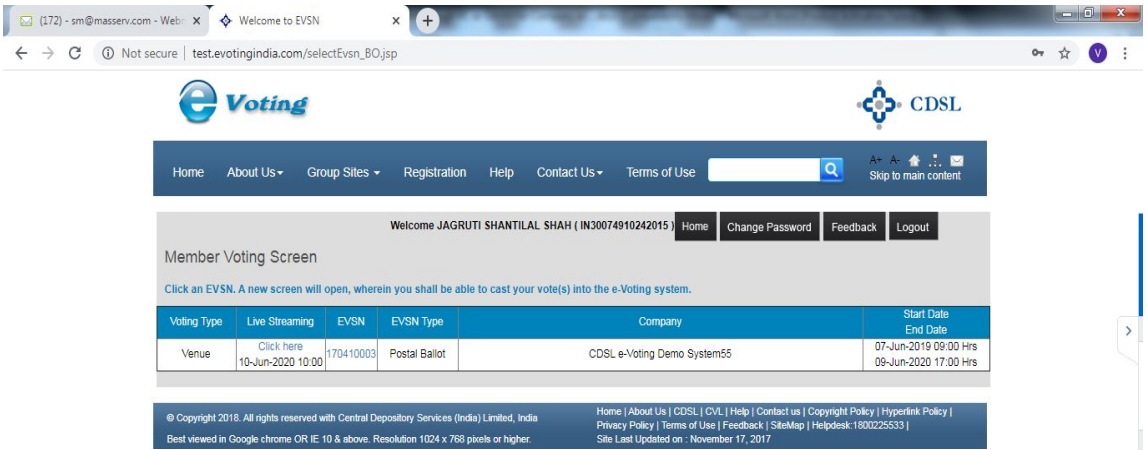 (172) - sm@masserv.com - Webm
Welcome to EVSN
Not secure | test.evotingindia.com/selectEvsn_BO.jsp
V
e Voting
CDSL
Home About Us Group Sites Registration Help Contact Us Terms of Use
A+ A-
Skip to main content
Welcome JAGRUTI SHANTILAL SHAH ( IN30074910242015 ) Home Change Password Feedback Logout
Member Voting Screen
Click an EVSN. A new screen will open, wherein you shall be able to cast your vote(s) into the e-Voting system.
Voting Type Live Streaming EVSN EVSN Type Company Start Date
End Date
Venue Click here 170410003 Postal Ballot CDSL e-Voting Demo System55 07-Jun-2019 09:00 Hrs
10-Jun-2020 10:00 09-Jun-2020 17:00 Hrs
© Copyright 2018. All rights reserved with Central Depository Services (India) Limited, India
Best viewed in Google chrome OR IE 10 & above. Resolution 1024 x 768 pixels or higher.
Home | About Us | CDSL | CVL | Help | Contact us | Copyright Policy | Hyperlink Policy |
Privacy Policy | Terms of Use | Feedback | SiteMap | Helpdesk:1800225533 |
Site Last Updated on : November 17, 2017